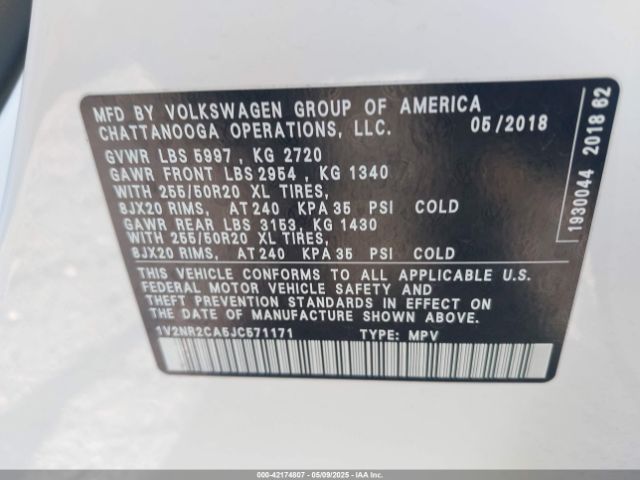 MFD BY VOLKSWAGEN GROUP OF AMERICA
CHATTANOOGA OPERATIONS, LLC. 05/2018
GVWR LBS 5997 , KG 2720
GAWR FRONT LBS 2954 , KG 1340
WITH 255/50R20 XL TIRES,
8JX20 RIMS, AT 240 KPA 35 PSI COLD
GAWR REAR LBS 3153, KG 1430
WITH 255/50R20 XL TIRES,
8JX20 RIMS, AT 240 KPA 35 PSI COLD
THIS VEHICLE CONFORMS TO ALL APPLICABLE U.S.
FEDERAL MOTOR VEHICLE SAFETY AND
THEFT PREVENTION STANDARDS IN EFFECT ON
THE DATE OF MANUFACTURE SHOWN ABOVE.
1V2NR2CA5JC571171 TYPE: MPV
1930044 2018 62
000-42174807 - 05/09/2025 - IAA Inc.